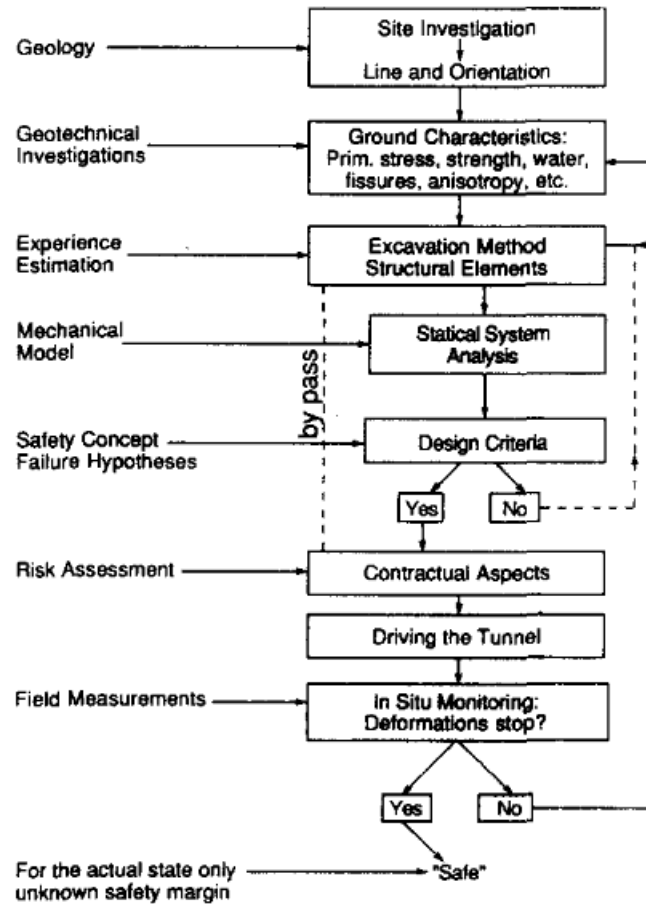 Geology
Site Investigation
Line and Orientation
Geotechnical
Investigations
Ground Characteristics:
Prim. stress, strength, water,
fissures, anisotropy, etc.
Experience
Estimation
Excavation Method
Structural Elements
Mechanical
Model
Statical System
Analysis
by pass
Safety Concept
Failure Hypotheses
Design Criteria
Yes
No
Risk Assessment
Contractual Aspects
Driving the Tunnel
Field Measurements
In Situ Monitoring:
Deformations stop?
Yes
No
For the actual state only
unknown safety margin
"Safe"